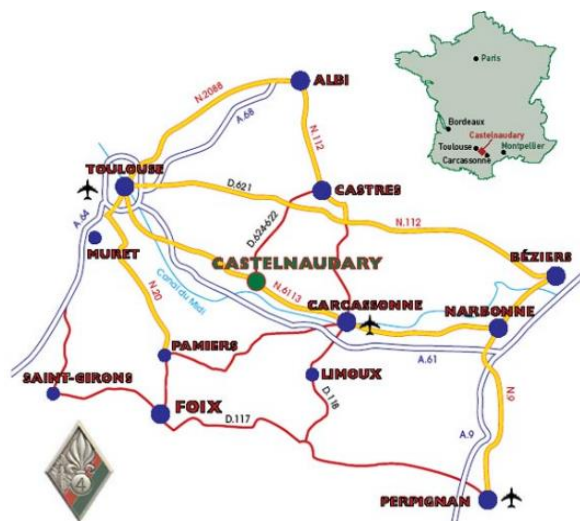 Paris
Bordeaux
Castelnaudary
Toulouse
Montpellier
Carcassonne
ALBI
N.2088
A.68
N.112
TOULOUSE
D.621
CASTRES
A.64
D.624-622
N.112
MURET
CASTELNAUDARY
BÉZIERS
Canal du Midi
N.6113
N.20
CARCASSONNE
NARBONNE
PAMIERS
A.61
SAINT-GIRONS
LIMOUX
N9
FOIX
D.118
D.117
A.9
4
PERPIGNAN